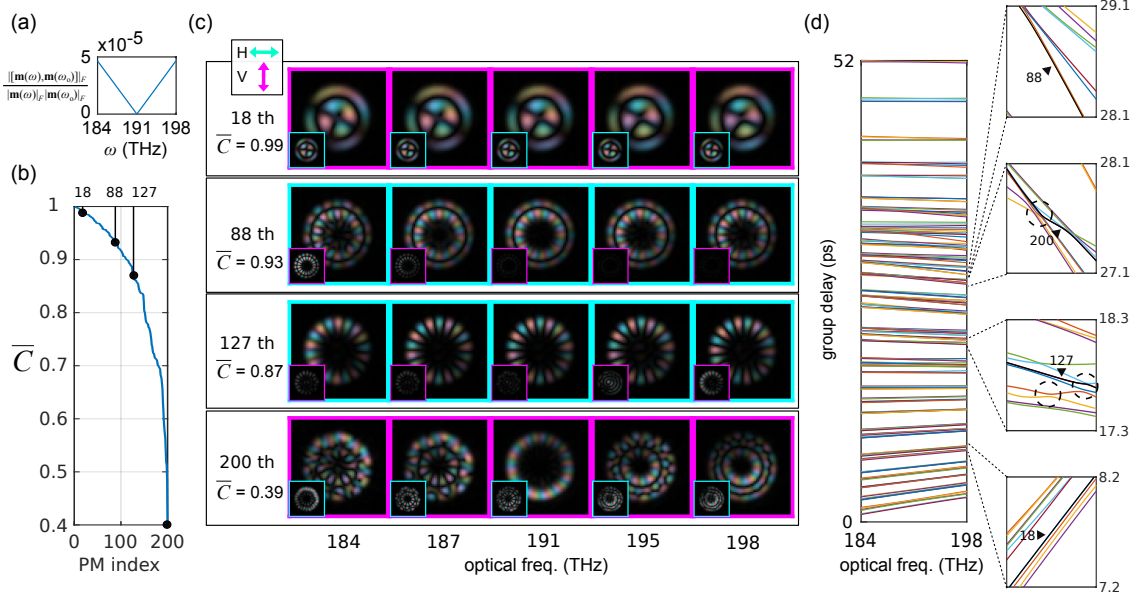 (a)
×10^-5
5
0
||[m(ω),m(ω_o)]||_F
||m(ω)||_F||m(ω_o)||_F
184 191 198
ω (THz)
(b)
18 88 127
1
0.9
0.8
0.7
0.6
0.5
0.4
C̅
0 100 200
PM index
(c)
H
V
18 th
C̅ = 0.99
88 th
C̅ = 0.93
127 th
C̅ = 0.87
200 th
C̅ = 0.39
184 187 191 195 198
optical freq. (THz)
(d)
52
group delay (ps)
0
184 198
optical freq. (THz)
29.1
88
28.1
28.1
200
27.1
18.3
127
17.3
8.2
18
7.2